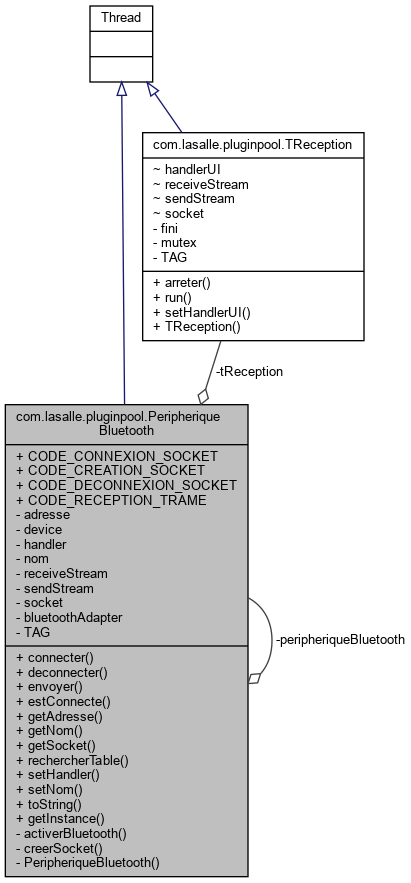 Thread
com.lasalle.pluginpool.TReception
~ handlerUI
~ receiveStream
~ sendStream
~ socket
- fini
- mutex
- TAG
+ arreter()
+ run()
+ setHandlerUI()
+ TReception()
-tReception
com.lasalle.pluginpool.Peripherique
Bluetooth
+ CODE_CONNEXION_SOCKET
+ CODE_CREATION_SOCKET
+ CODE_DECONNEXION_SOCKET
+ CODE_RECEPTION_TRAME
- adresse
- device
- handler
- nom
- receiveStream
- sendStream
- socket
- bluetoothAdapter
- TAG
+ connecter()
+ deconnecter()
+ envoyer()
+ estConnecte()
+ getAdresse()
+ getNom()
+ getSocket()
+ rechercherTable()
+ setHandler()
+ setNom()
+ toString()
+ getInstance()
- activerBluetooth()
- creerSocket()
- PeripheriqueBluetooth()
-peripheriqueBluetooth